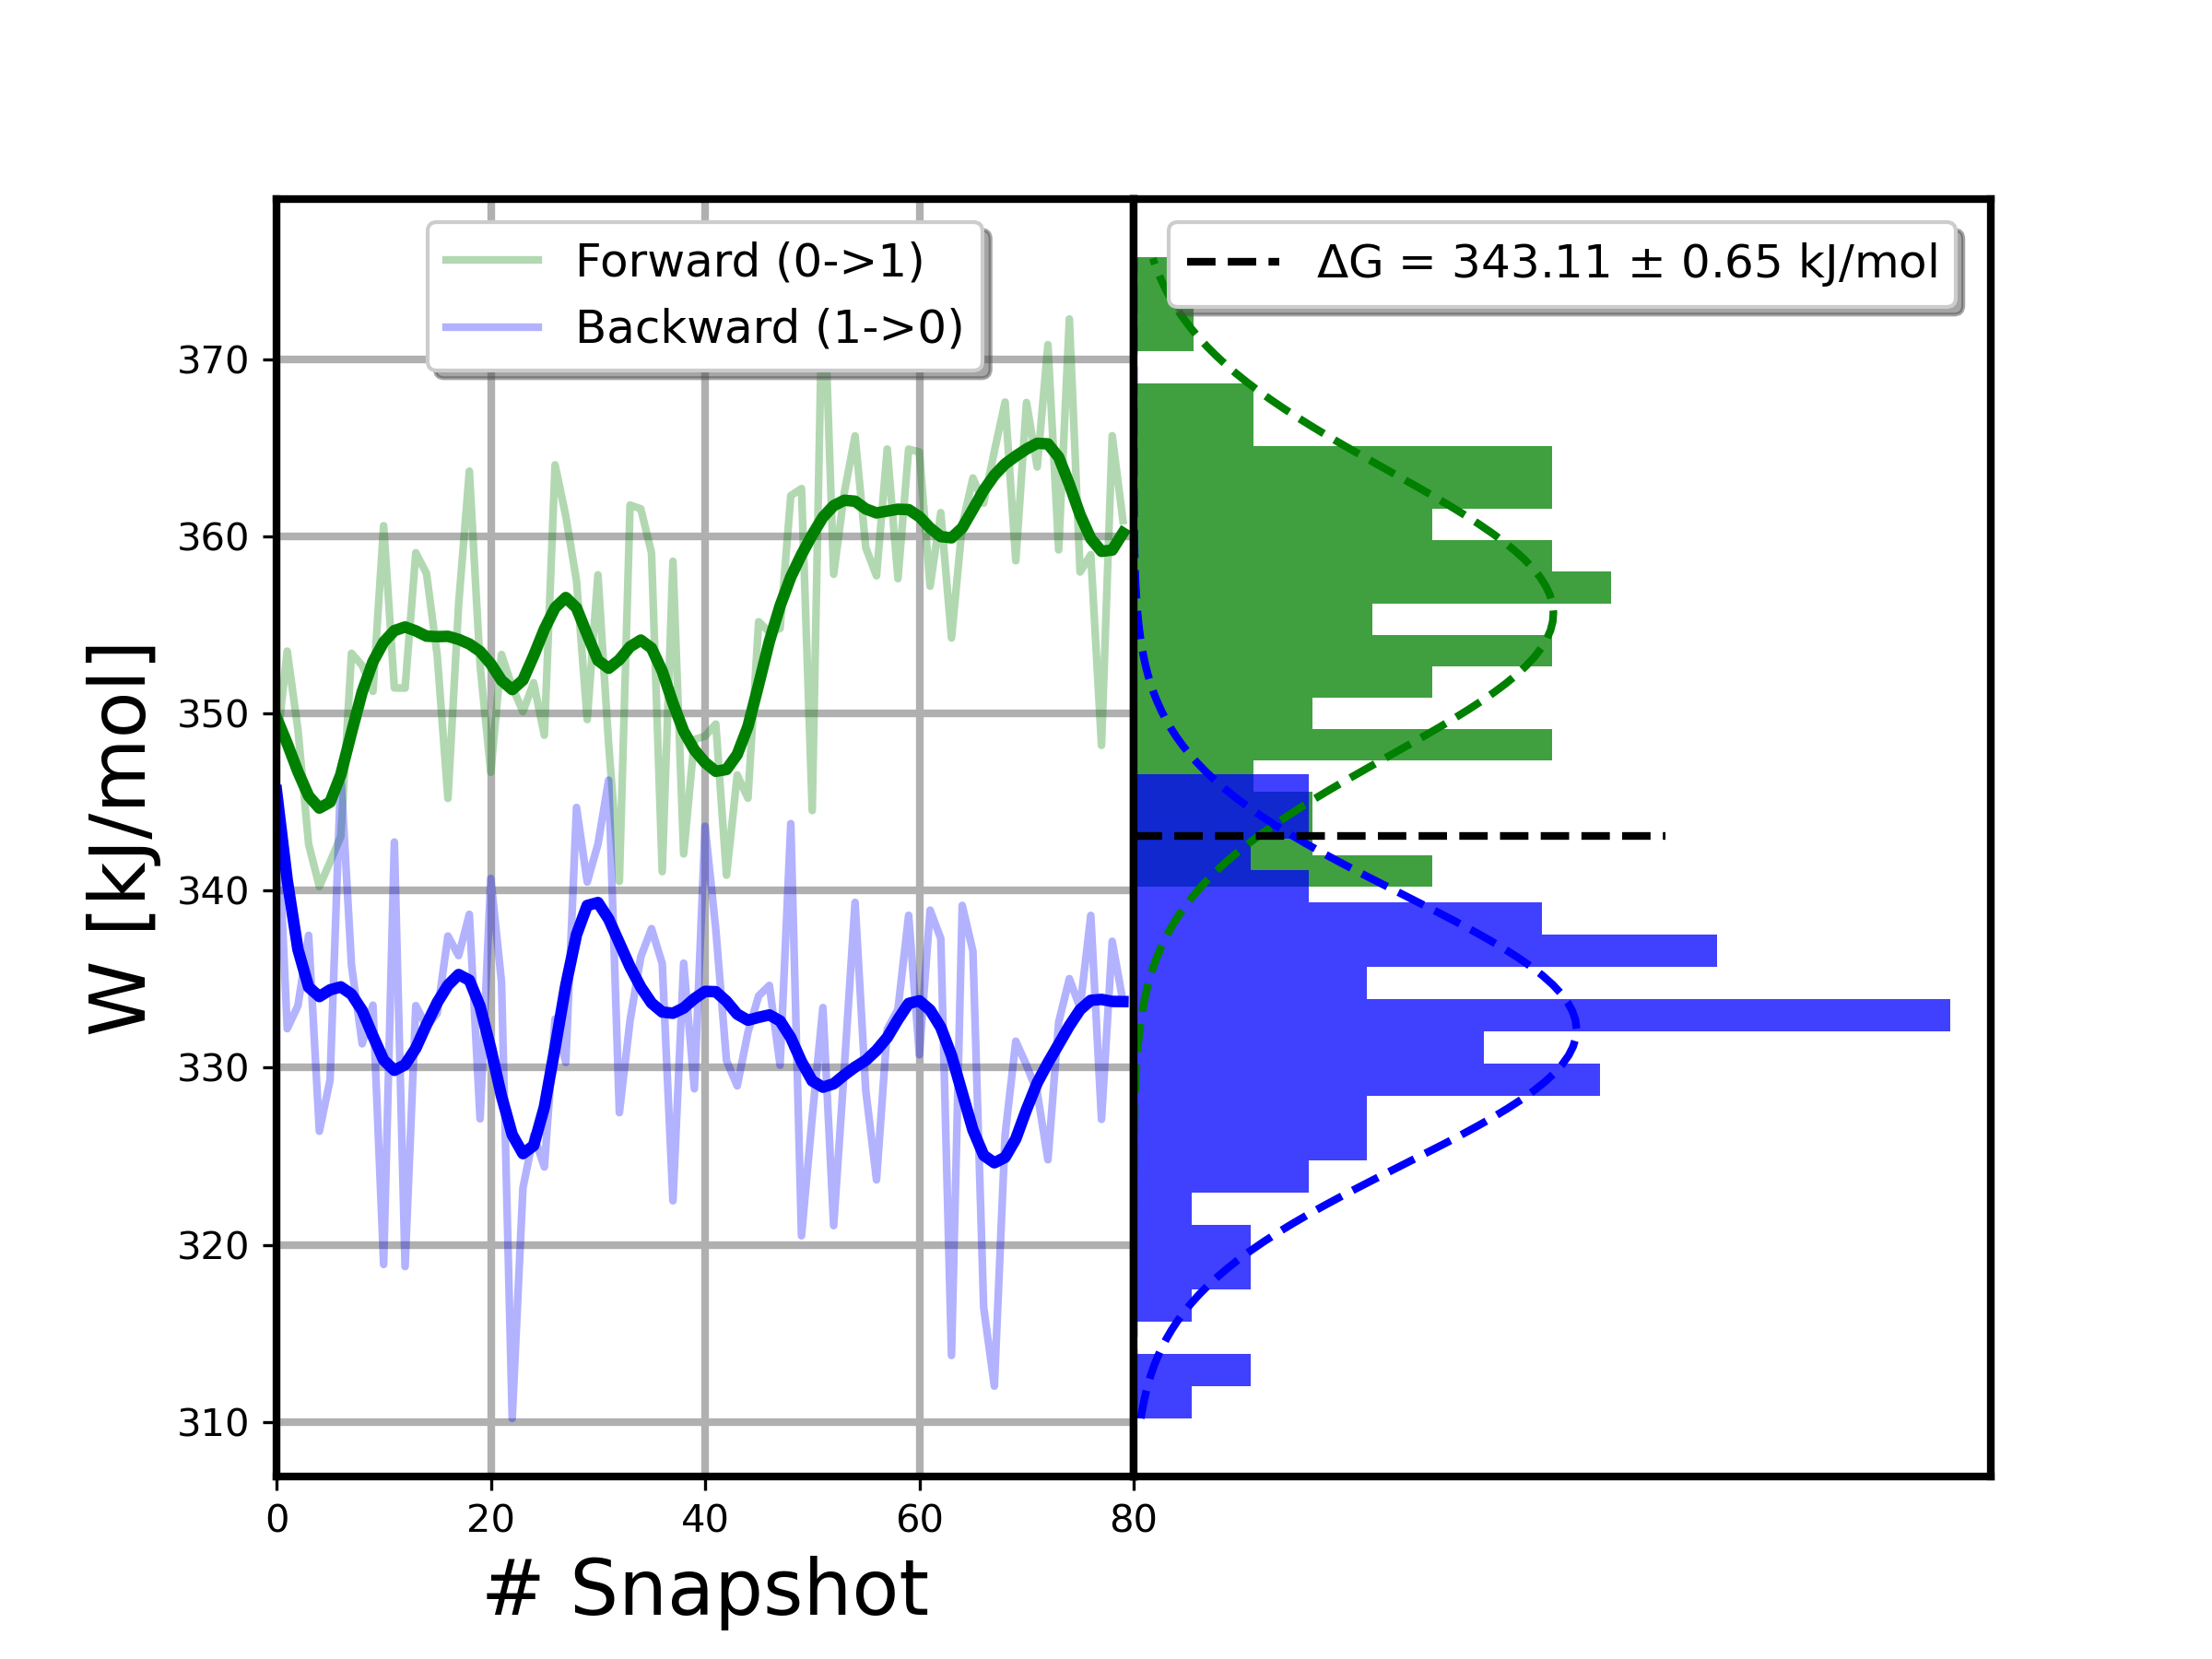 Forward (0->1)
Backward (1->0)
ΔG = 343.11 ± 0.65 kJ/mol
370
360
350
340
330
320
310
W [kJ/mol]
0 20 40 60 80
# Snapshot